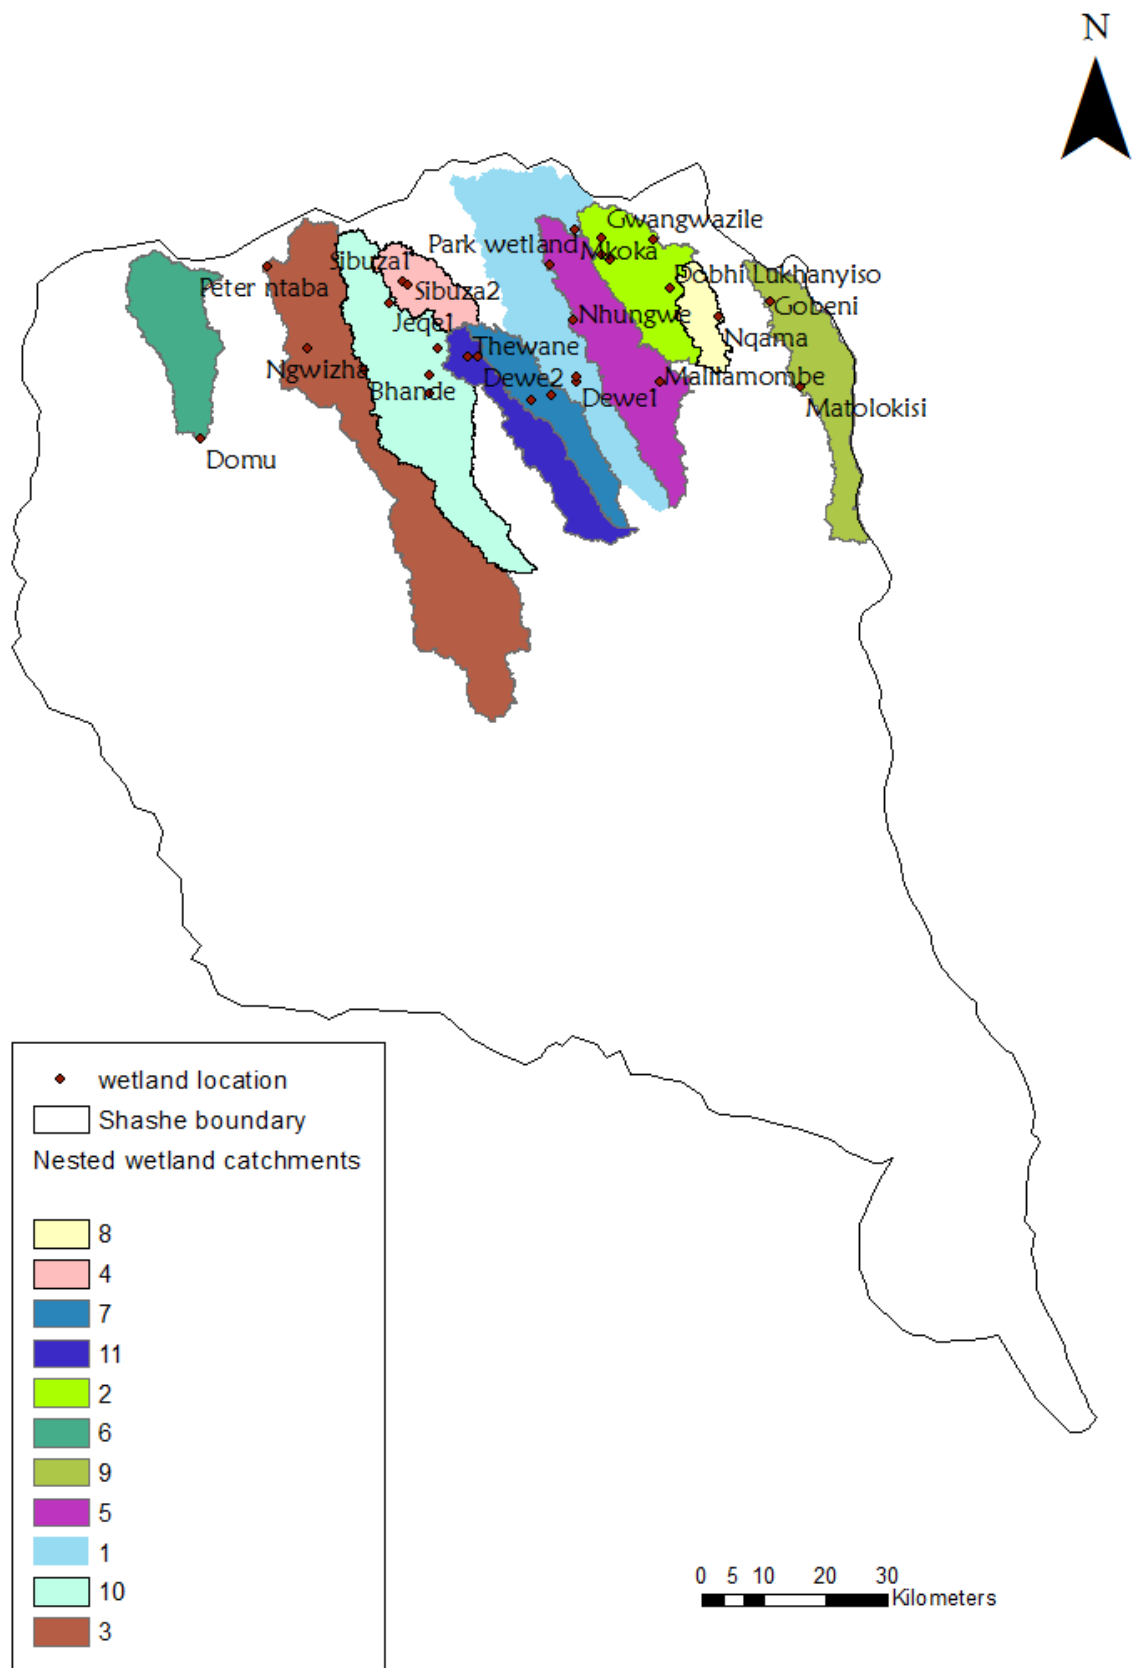 N
Gwangwazile
Park wetland
Mkoka
Sibuza1
Dobhi Lukhanyiso
Peter ntaba
Sibuza2
Gobeni
Jeqe1
Nhungwe
Nqama
Thewane
Ngwizha
Dewe2
Malilamombe
Bhande
Dewe1
Matolokisi
Domu
wetland location
Shashe boundary
Nested wetland catchments
8
4
7
11
2
6
9
5
1
10
3
0 5 10 20 30
Kilometers